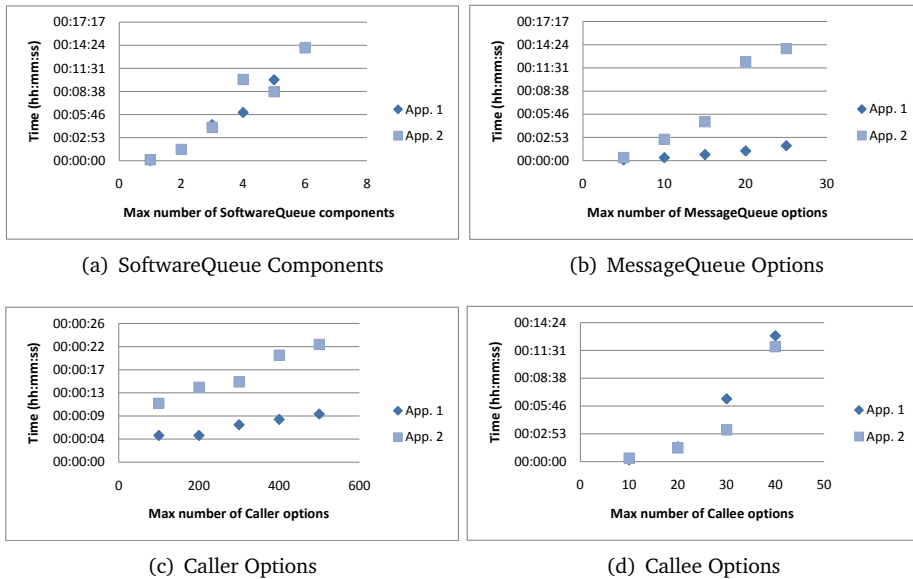 00:17:17
00:14:24
00:11:31
00:08:38
00:05:46
00:02:53
00:00:00
Time (hh:mm:ss)
0 2 4 6 8
Max number of SoftwareQueue components
App. 1
App. 2
(a) SoftwareQueue Components
00:17:17
00:14:24
00:11:31
00:08:38
00:05:46
00:02:53
00:00:00
Time (hh:mm:ss)
0 10 20 30
Max number of MessageQueue options
App. 1
App. 2
(b) MessageQueue Options
00:00:26
00:00:22
00:00:17
00:00:13
00:00:09
00:00:04
00:00:00
Time (hh:mm:ss)
0 200 400 600
Max number of Caller options
App. 1
App. 2
(c) Caller Options
00:14:24
00:11:31
00:08:38
00:05:46
00:02:53
00:00:00
Time (hh:mm:ss)
0 10 20 30 40 50
Max number of Callee options
App. 1
App. 2
(d) Callee Options